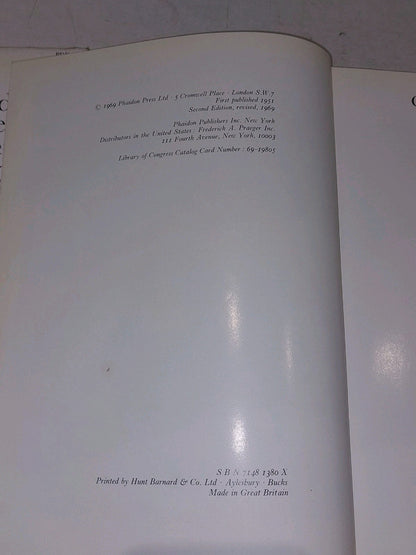 © 1969 Phaidon Press Ltd · 5 Cromwell Place · London S.W 7
First published 1951
Second Edition, revised, 1969
Phaidon Publishers Inc. New York
Distributors in the United States : Frederick A. Praeger Inc.
111 Fourth Avenue, New York, 10003
Library of Congress Catalog Card Number : 69-19805
S B N 7148 1380 X
Printed by Hunt Barnard & Co. Ltd · Aylesbury · Bucks
Made in Great Britain